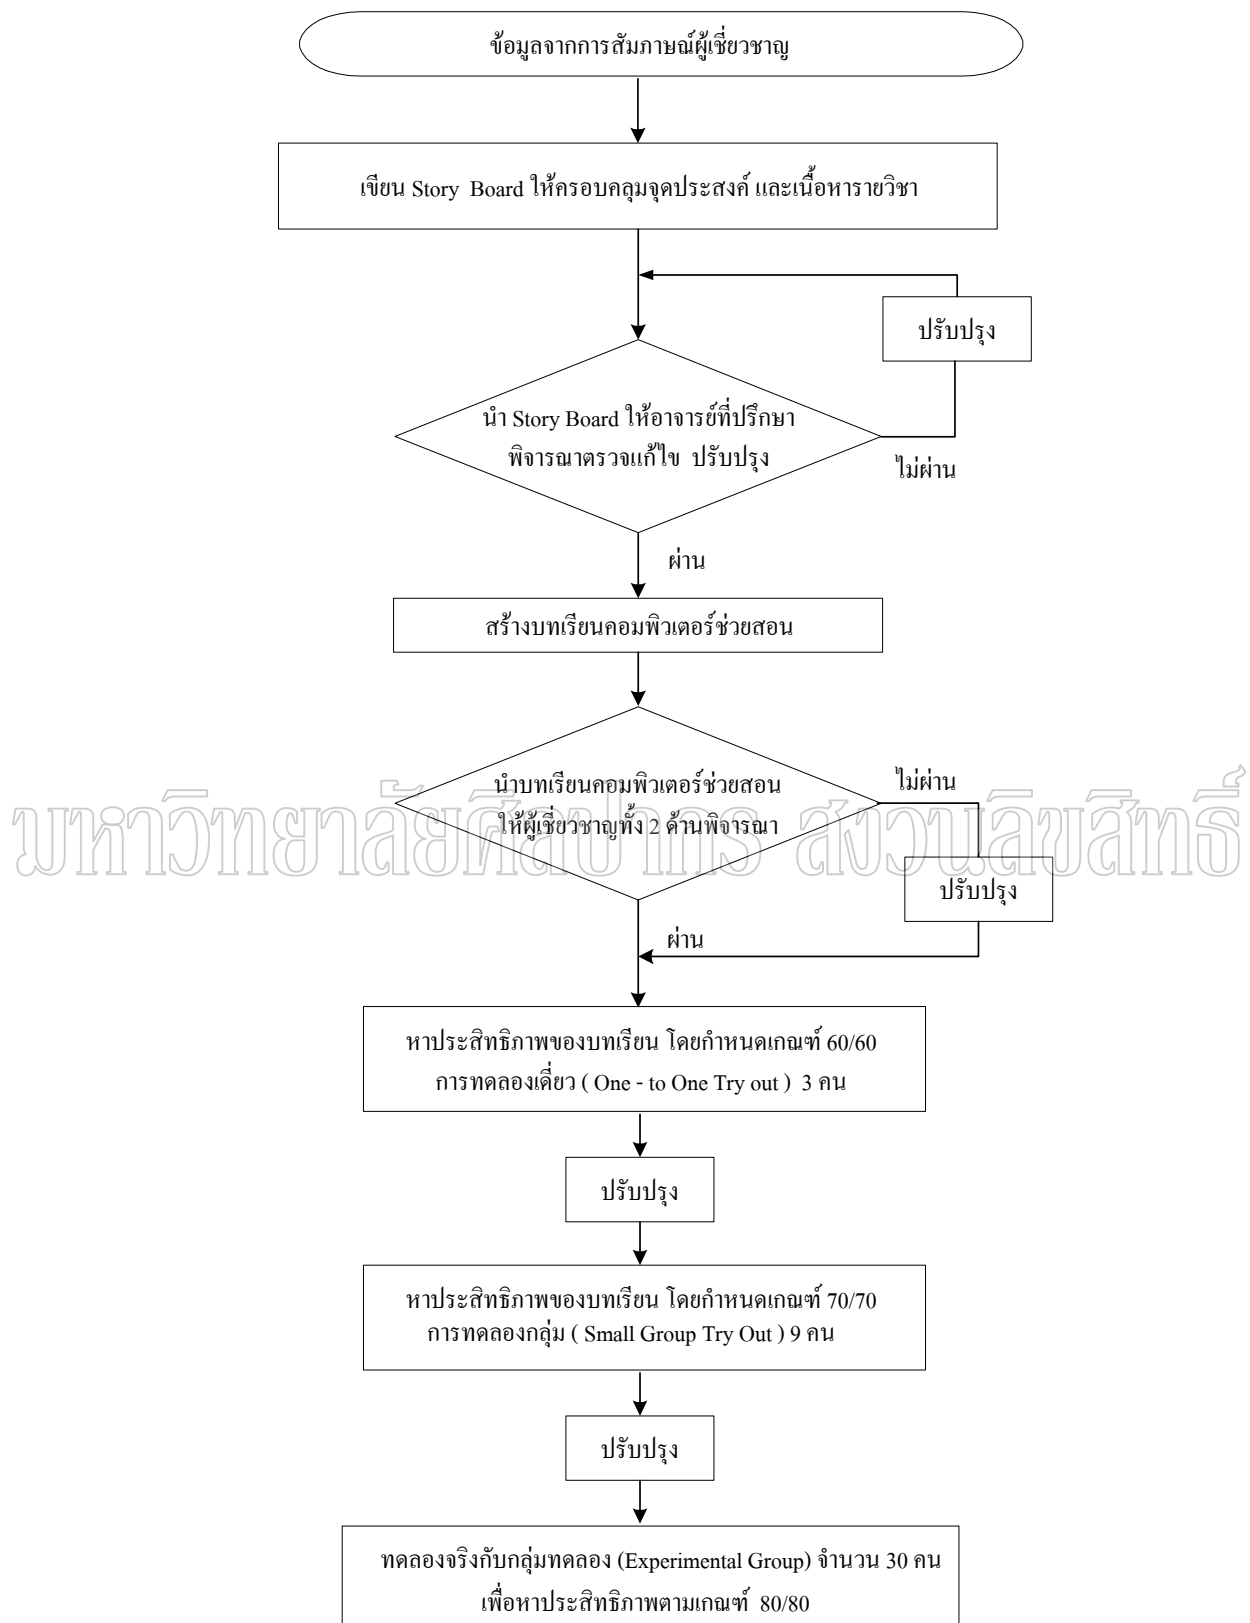 ข้อมูลจากการสัมภาษณ์ผู้เชี่ยวชาญ
เขียน Story Board ให้ครอบคลุมจุดประสงค์ และเนื้อหารายวิชา
ปรับปรุง
นำ Story Board ให้อาจารย์ที่ปรึกษา
พิจารณาตรวจแก้ไข ปรับปรุง
ไม่ผ่าน
ผ่าน
สร้างบทเรียนคอมพิวเตอร์ช่วยสอน
ไม่ผ่าน
นำบทเรียนคอมพิวเตอร์ช่วยสอน
ให้ผู้เชี่ยวชาญทั้ง 2 ด้านพิจารณา
มหาวิทยาลัยศิลปากร สงวนลิขสิทธิ์
ปรับปรุง
ผ่าน
หาประสิทธิภาพของบทเรียน โดยกำหนดเกณฑ์ 60/60
การทดลองเดี่ยว ( One - to One Try out ) 3 คน
ปรับปรุง
หาประสิทธิภาพของบทเรียน โดยกำหนดเกณฑ์ 70/70
การทดลองกลุ่ม ( Small Group Try Out ) 9 คน
ปรับปรุง
ทดลองจริงกับกลุ่มทดลอง (Experimental Group) จำนวน 30 คน
เพื่อหาประสิทธิภาพตามเกณฑ์ 80/80